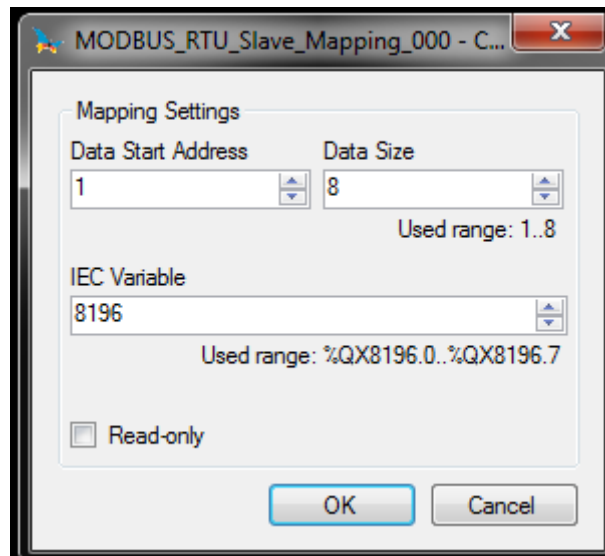 MODBUS_RTU_Slave_Mapping_000 - C...
Mapping Settings
Data Start Address Data Size
1 8
Used range: 1..8
IEC Variable
8196
Used range: %QX8196.0..%QX8196.7
Read-only
OK Cancel